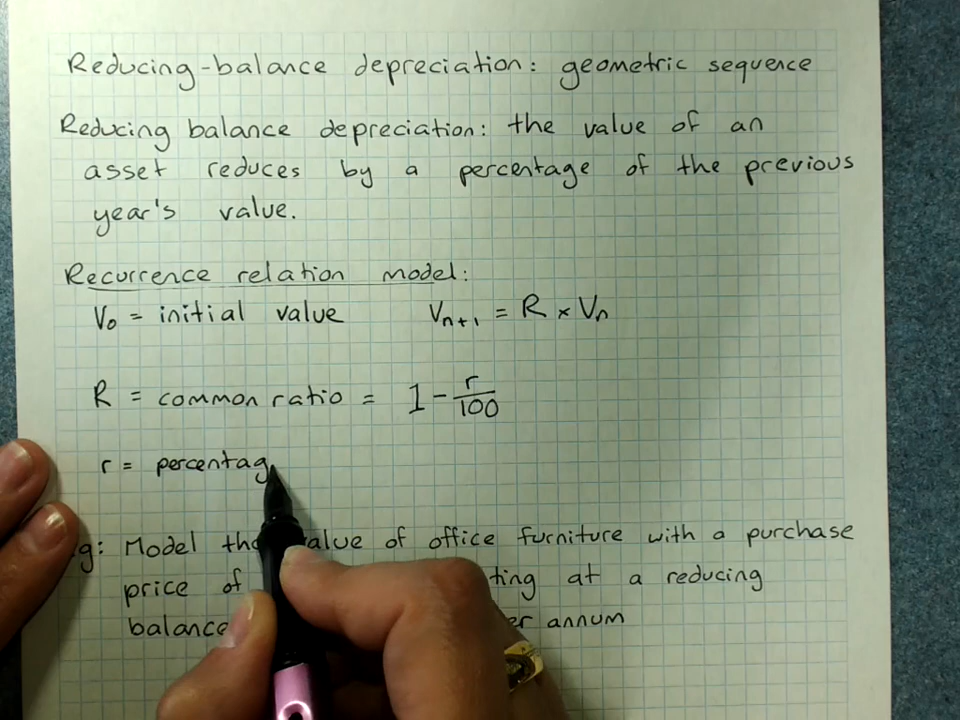 Reducing-balance depreciation: geometric sequence
Reducing balance depreciation: the value of an
asset reduces by a percentage of the previous
year's value.
Recurrence relation model:
V₀ = initial value Vₙ₊₁ = R × Vₙ
R = common ratio = 1 - r/100
r = percentag
g: Model the value of office furniture with a purchase
price of ting at a reducing
balance annum